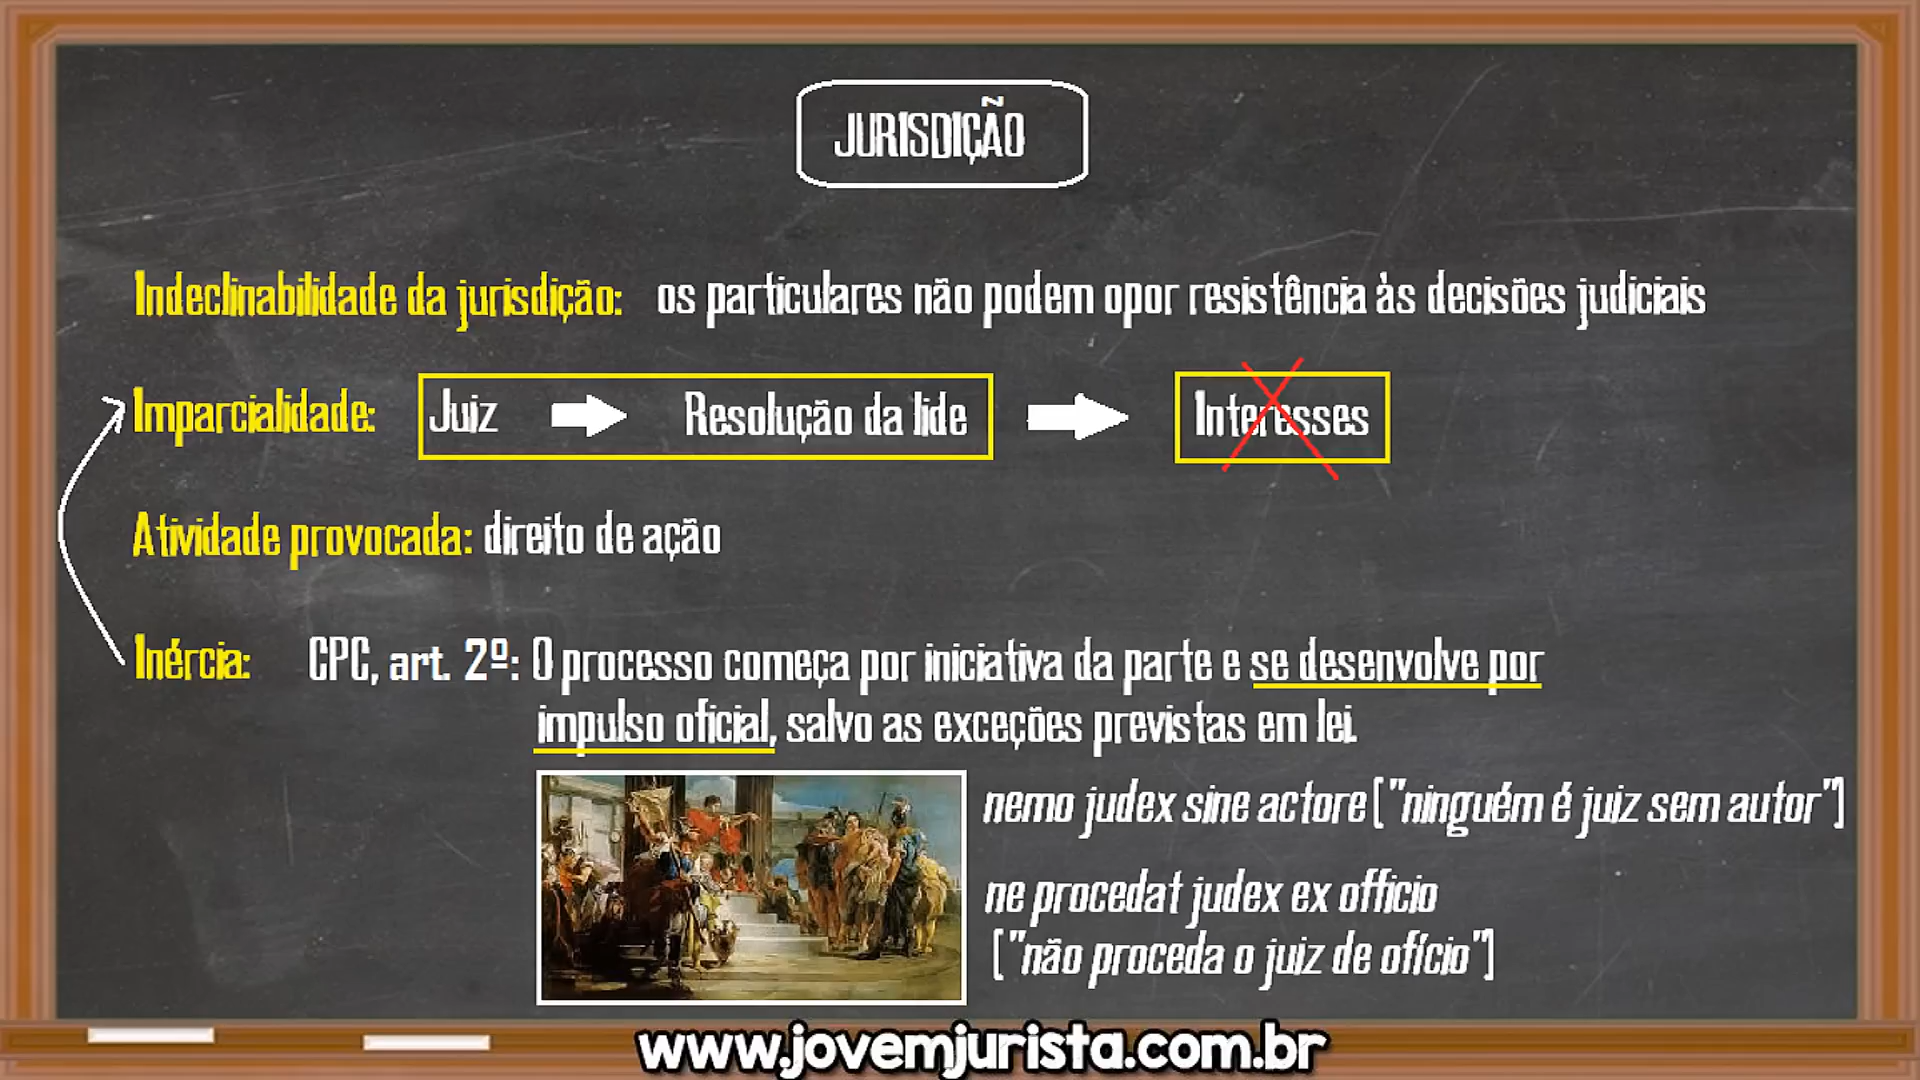 JURISDIÇÃO
Indeclinabilidade da jurisdição: os particulares não podem opor resistência às decisões judiciais
Imparcialidade: Juiz Resolução da lide Interesses
Atividade provocada: direito de ação
Inércia: CPC, art. 2º: O processo começa por iniciativa da parte e se desenvolve por
impulso oficial, salvo as exceções previstas em lei.
nemo judex sine actore ["ninguém é juiz sem autor"]
ne procedat judex ex officio
["não proceda o juiz de ofício"]
www.jovemjurista.com.br